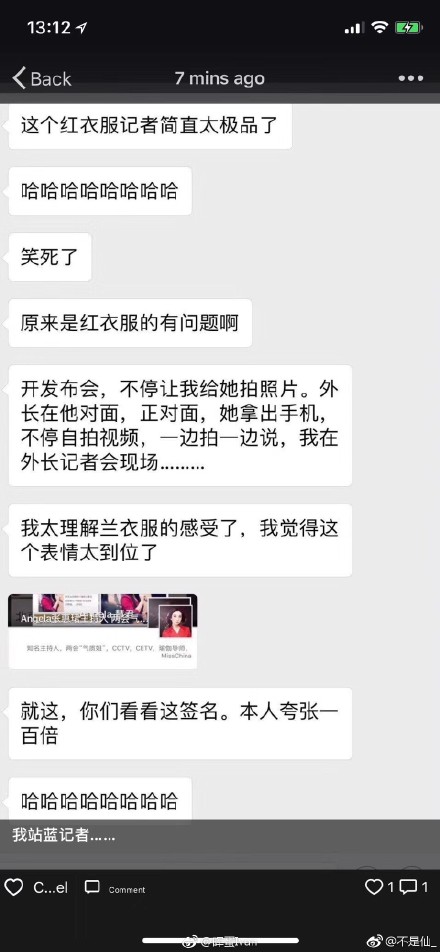 13:12
Back
7 mins ago
这个红衣服记者简直太极品了
哈哈哈哈哈哈哈哈
笑死了
原来是红衣服的有问题啊
开发布会，不停让我给她拍照片。外
长在他对面，正对面，她拿出手机，
不停自拍视频，一边拍一边说，我在
外长记者会现场………
我太理解兰衣服的感受了，我觉得这
个表情太到位了
知名主持人，两会“气质姐”，CCTV，CETV，瑜伽导师，
MissChina
就这，你们看看这签名。本人夸张一
百倍
哈哈哈哈哈哈哈哈
我站蓝记者……
C...el
Comment
1
1
@不是仙_